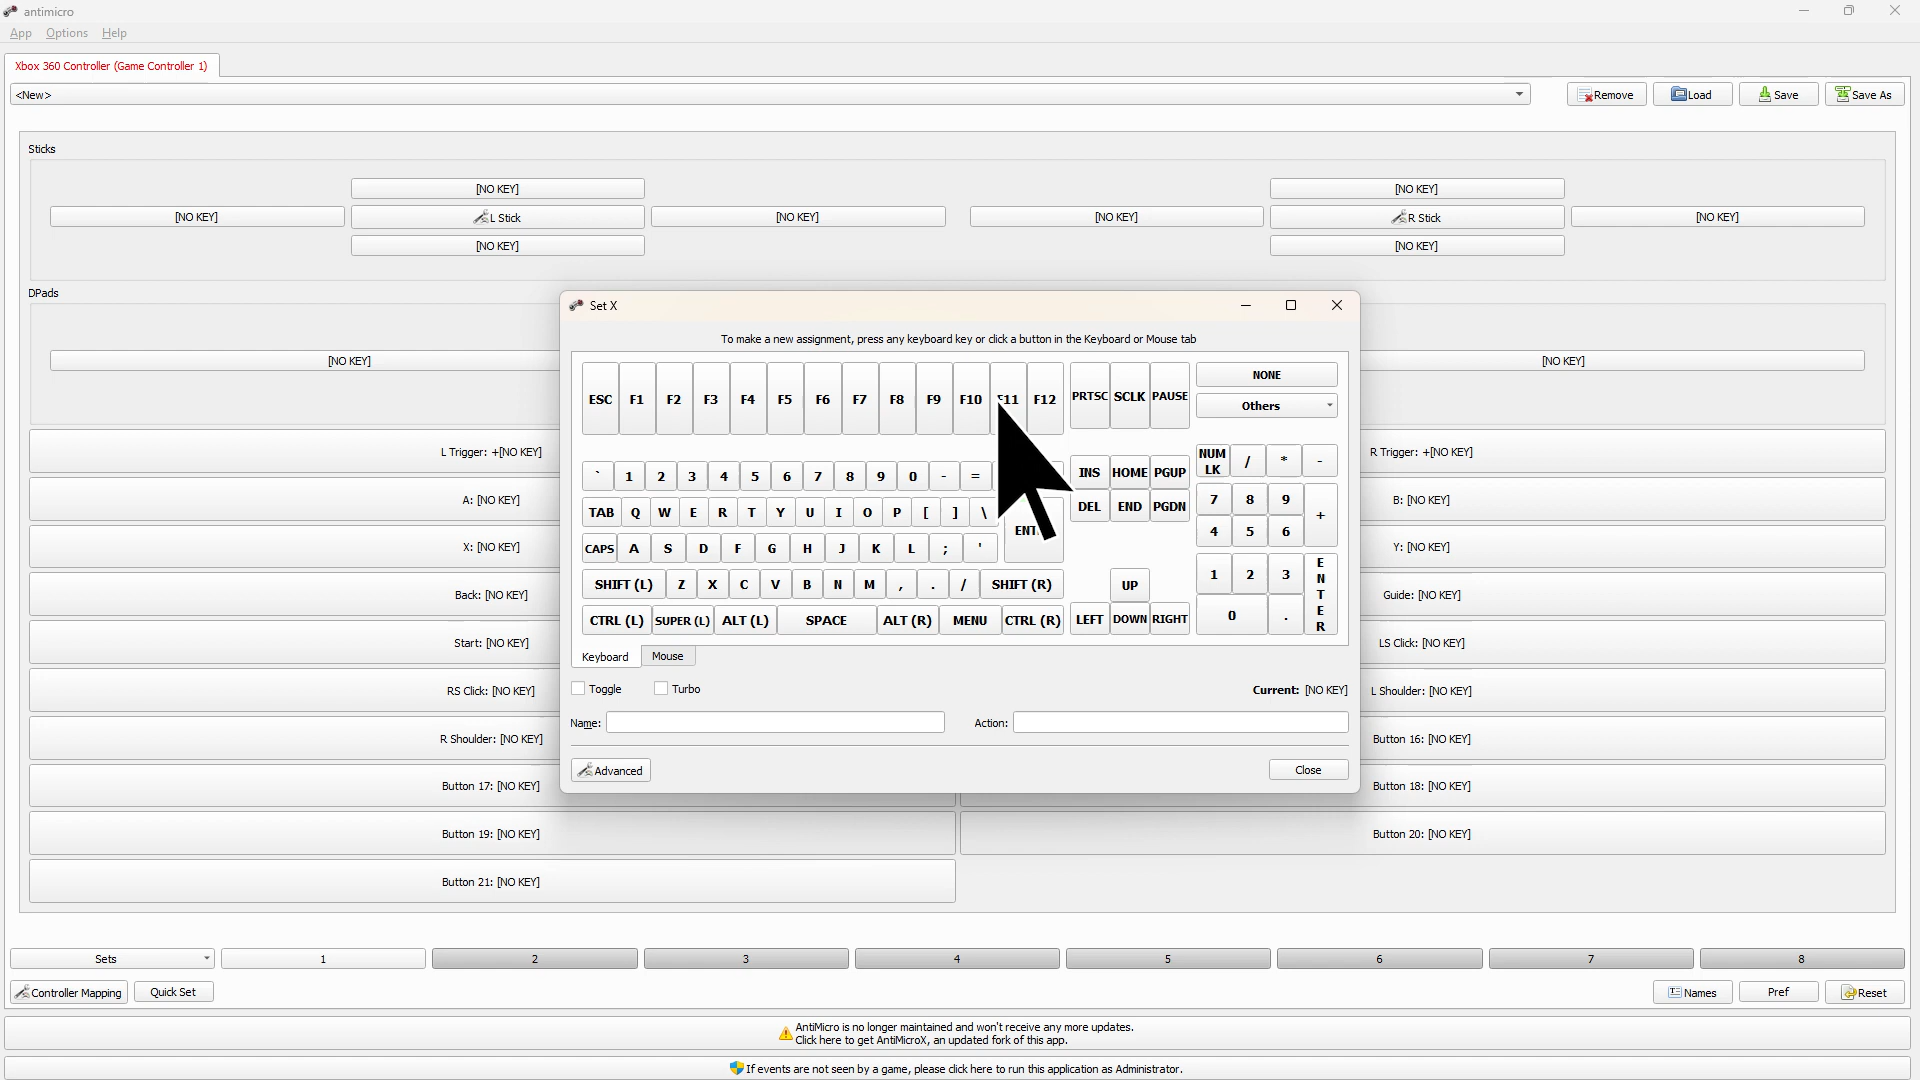 antimicro
App Options Help
Xbox 360 Controller (Game Controller 1)
<New>
Remove
Load
Save
Save As
Sticks
[NO KEY]
[NO KEY]
[NO KEY]
L Stick
[NO KEY]
[NO KEY]
R Stick
[NO KEY]
[NO KEY]
[NO KEY]
DPads
Set X
To make a new assignment, press any keyboard key or click a button in the Keyboard or Mouse tab
[NO KEY]
[NO KEY]
ESC F1 F2 F3 F4 F5 F6 F7 F8 F9 F10 F12 PRTSC SCLK PAUSE
NONE
Others
` 1 2 3 4 5 6 7 8 9 0 - =
INS HOME PGUP
NUM
LK
/ * -
TAB Q W E R T Y U I O P [ ] \
DEL END PGDN
7 8 9 +
CAPS A S D F G H J K L ; '
4 5 6
SHIFT (L) Z X C V B N M , . / SHIFT (R)
UP
1 2 3
ENTER
CTRL (L) SUPER (L) ALT (L) SPACE ALT (R) MENU CTRL (R)
LEFT DOWN RIGHT
0 .
Keyboard Mouse
Toggle Turbo
Current: [NO KEY]
Name:
Action:
Advanced
Close
L Trigger: +[NO KEY]
R Trigger: +[NO KEY]
A: [NO KEY]
B: [NO KEY]
X: [NO KEY]
Y: [NO KEY]
Back: [NO KEY]
Guide: [NO KEY]
Start: [NO KEY]
LS Click: [NO KEY]
RS Click: [NO KEY]
L Shoulder: [NO KEY]
R Shoulder: [NO KEY]
Button 16: [NO KEY]
Button 17: [NO KEY]
Button 18: [NO KEY]
Button 19: [NO KEY]
Button 20: [NO KEY]
Button 21: [NO KEY]
Sets 1 2 3 4 5 6 7 8
Controller Mapping
Quick Set
Names
Pref
Reset
AntiMicro is no longer maintained and won't receive any more updates.
Click here to get AntiMicroX, an updated fork of this app.
If events are not seen by a game, please click here to run this application as Administrator.